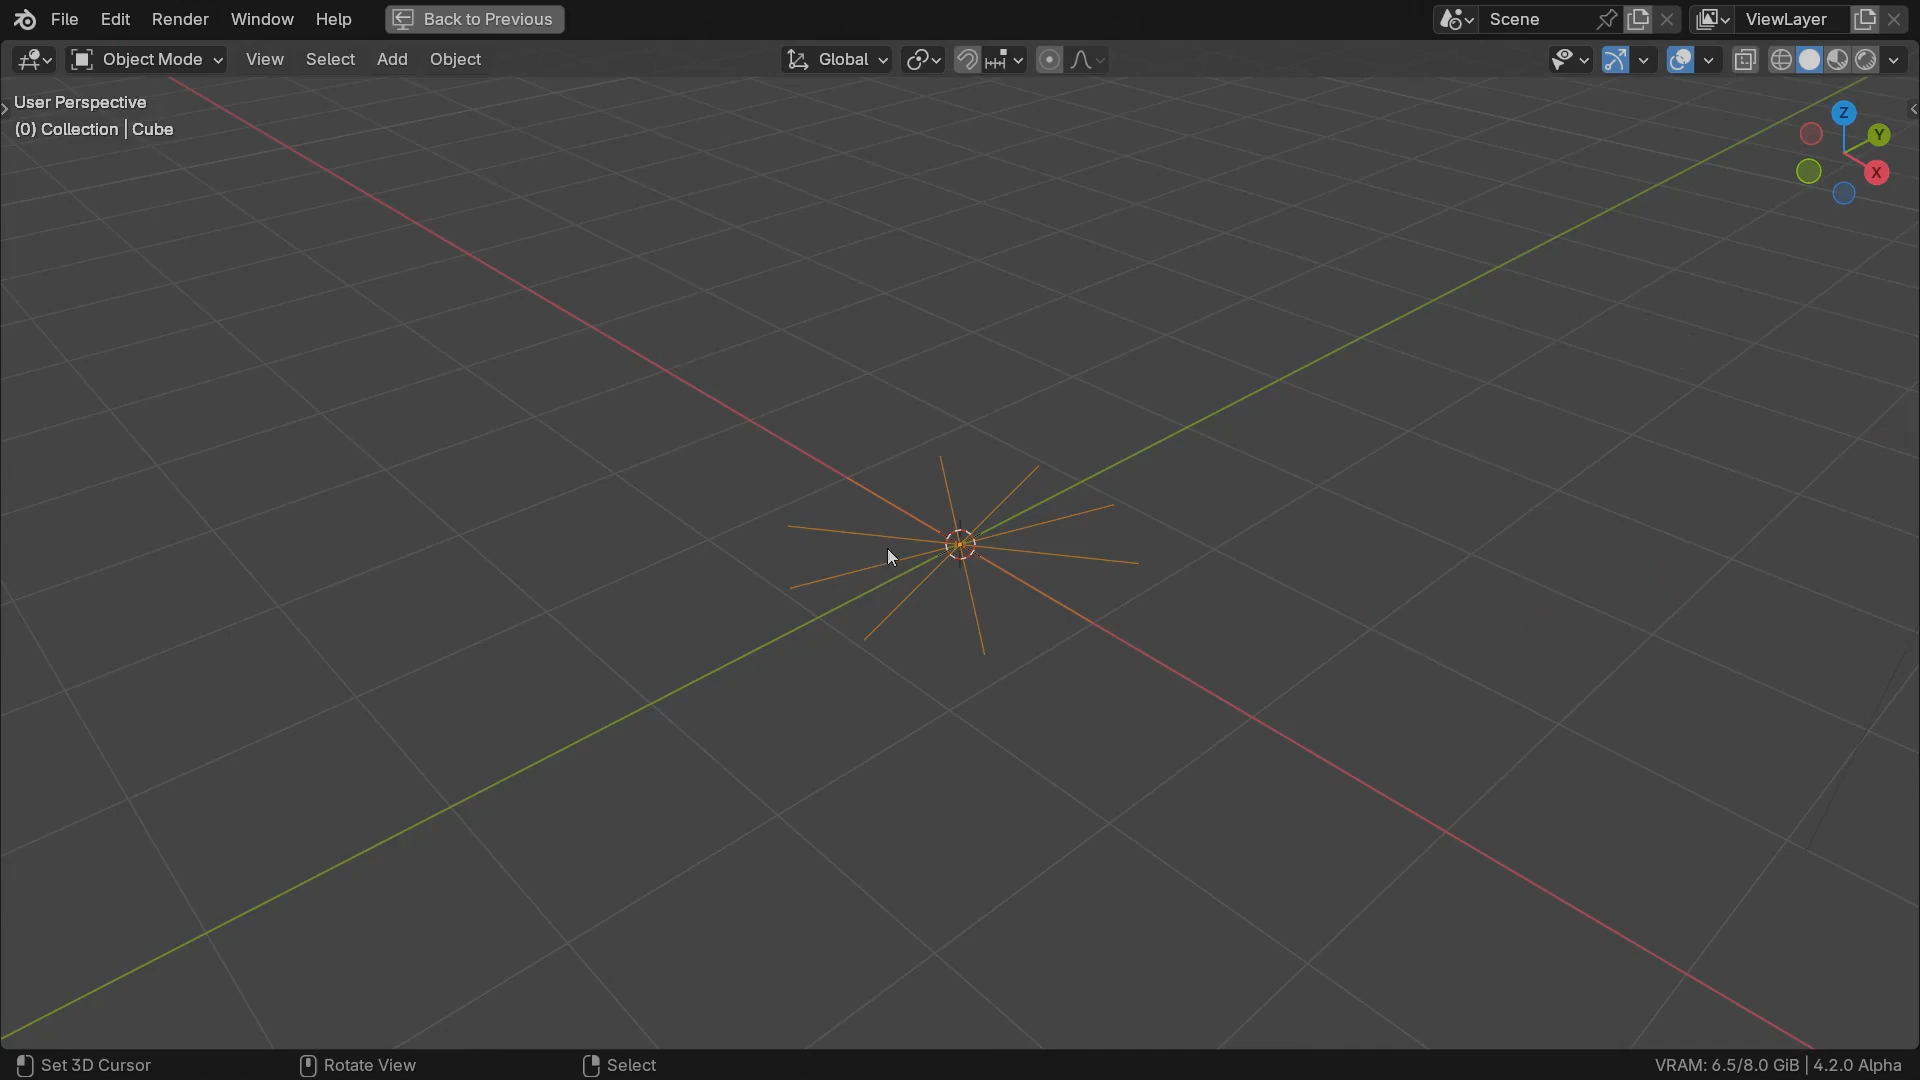 File Edit Render Window Help Back to Previous Scene ViewLayer
Object Mode View Select Add Object Global
User Perspective
(0) Collection | Cube
Z
Y
X
Set 3D Cursor Rotate View Select VRAM: 6.5/8.0 GiB | 4.2.0 Alpha